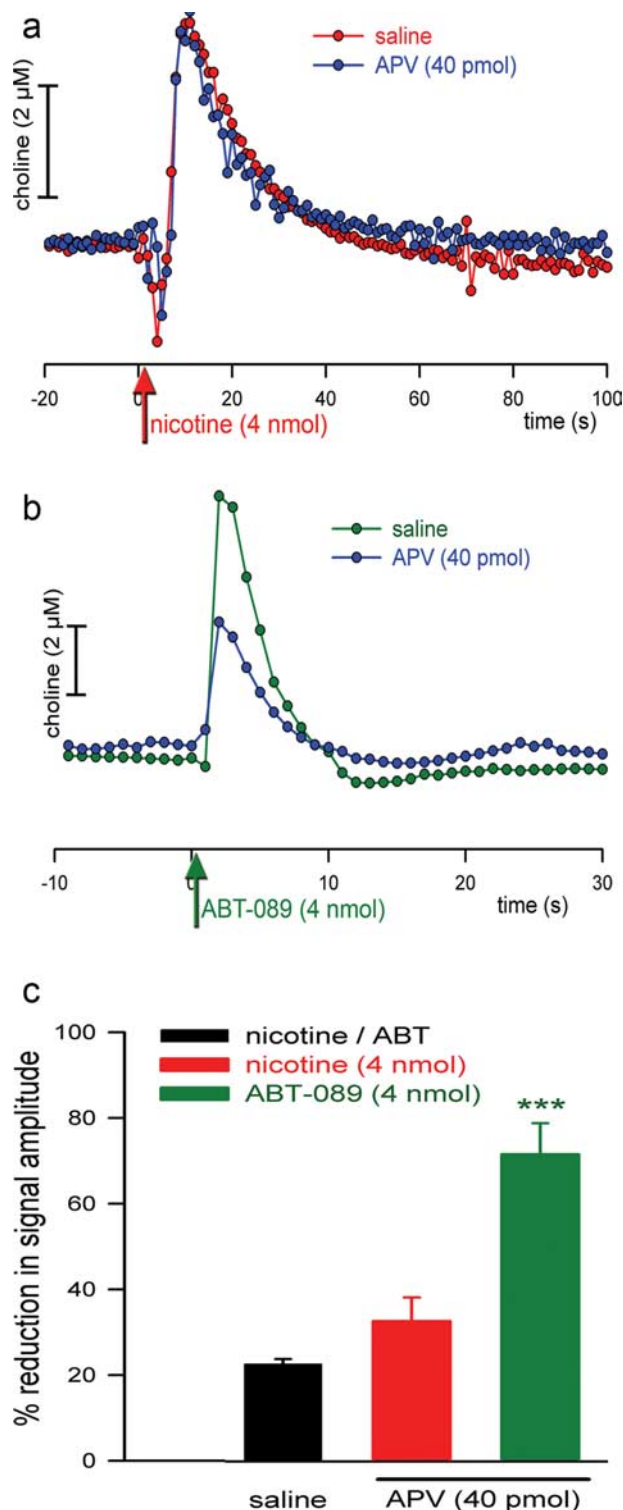 a
saline
APV (40 pmol)
choline (2 µM)
-20 0 20 40 60 80 100
nicotine (4 nmol)
time (s)
b
saline
APV (40 pmol)
choline (2 µM)
-10 0 10 20 30
ABT-089 (4 nmol)
time (s)
c
nicotine / ABT
nicotine (4 nmol)
ABT-089 (4 nmol)
***
% reduction in signal amplitude
100
80
60
40
20
0
saline
APV (40 pmol)